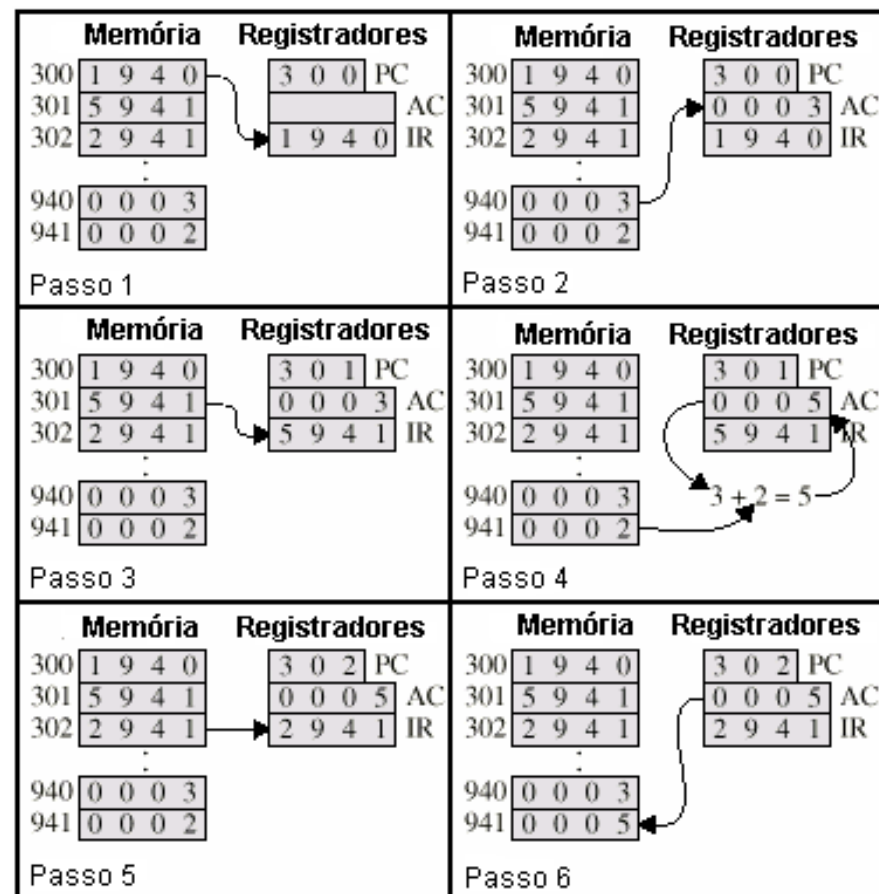 Memória Registradores
300 1 9 4 0 3 0 0 PC
301 5 9 4 1 AC
302 2 9 4 1 1 9 4 0 IR
:
940 0 0 0 3
941 0 0 0 2
Passo 1
Memória Registradores
300 1 9 4 0 3 0 0 PC
301 5 9 4 1 0 0 0 3 AC
302 2 9 4 1 1 9 4 0 IR
:
940 0 0 0 3
941 0 0 0 2
Passo 2
Memória Registradores
300 1 9 4 0 3 0 1 PC
301 5 9 4 1 0 0 0 3 AC
302 2 9 4 1 5 9 4 1 IR
:
940 0 0 0 3
941 0 0 0 2
Passo 3
Memória Registradores
300 1 9 4 0 3 0 1 PC
301 5 9 4 1 0 0 0 5 AC
302 2 9 4 1 5 9 4 1 IR
:
940 0 0 0 3 3 + 2 = 5
941 0 0 0 2
Passo 4
Memória Registradores
300 1 9 4 0 3 0 2 PC
301 5 9 4 1 0 0 0 5 AC
302 2 9 4 1 2 9 4 1 IR
:
940 0 0 0 3
941 0 0 0 2
Passo 5
Memória Registradores
300 1 9 4 0 3 0 2 PC
301 5 9 4 1 0 0 0 5 AC
302 2 9 4 1 2 9 4 1 IR
:
940 0 0 0 3
941 0 0 0 5
Passo 6